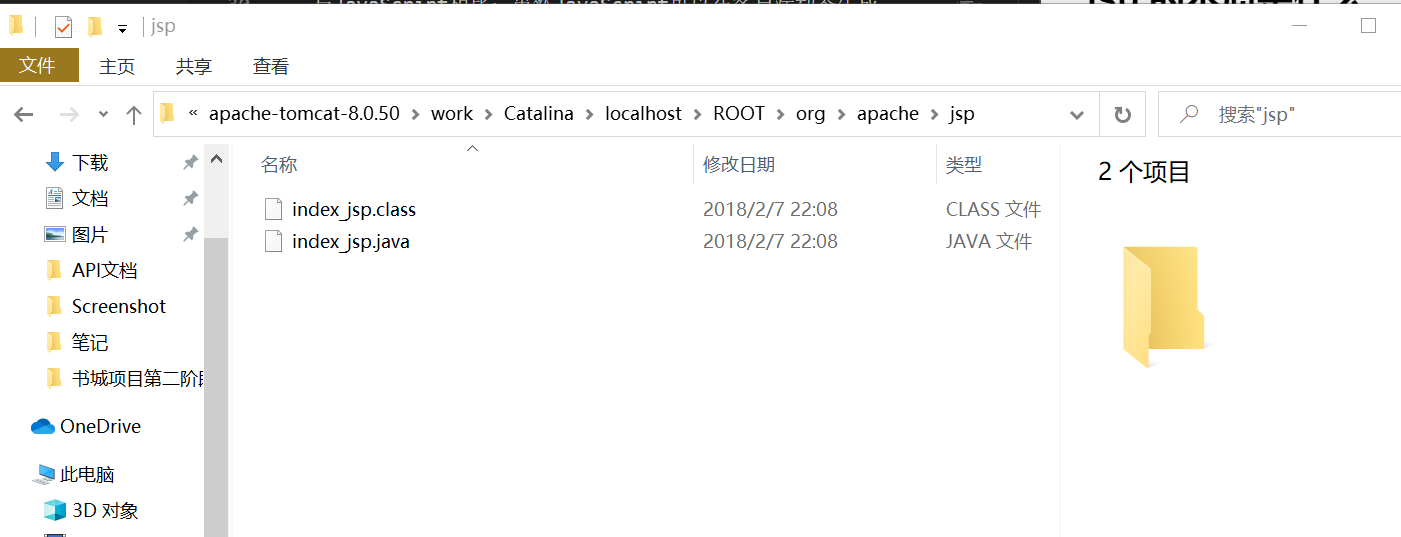 jsp
文件 主页 共享 查看
« apache-tomcat-8.0.50 work Catalina localhost ROOT org apache jsp 搜索"jsp"
下载
文档
图片
API文档
Screenshot
笔记
书城项目第二阶
OneDrive
此电脑
3D 对象
名称 修改日期 类型
index_jsp.class 2018/2/7 22:08 CLASS 文件
index_jsp.java 2018/2/7 22:08 JAVA 文件
2 个项目